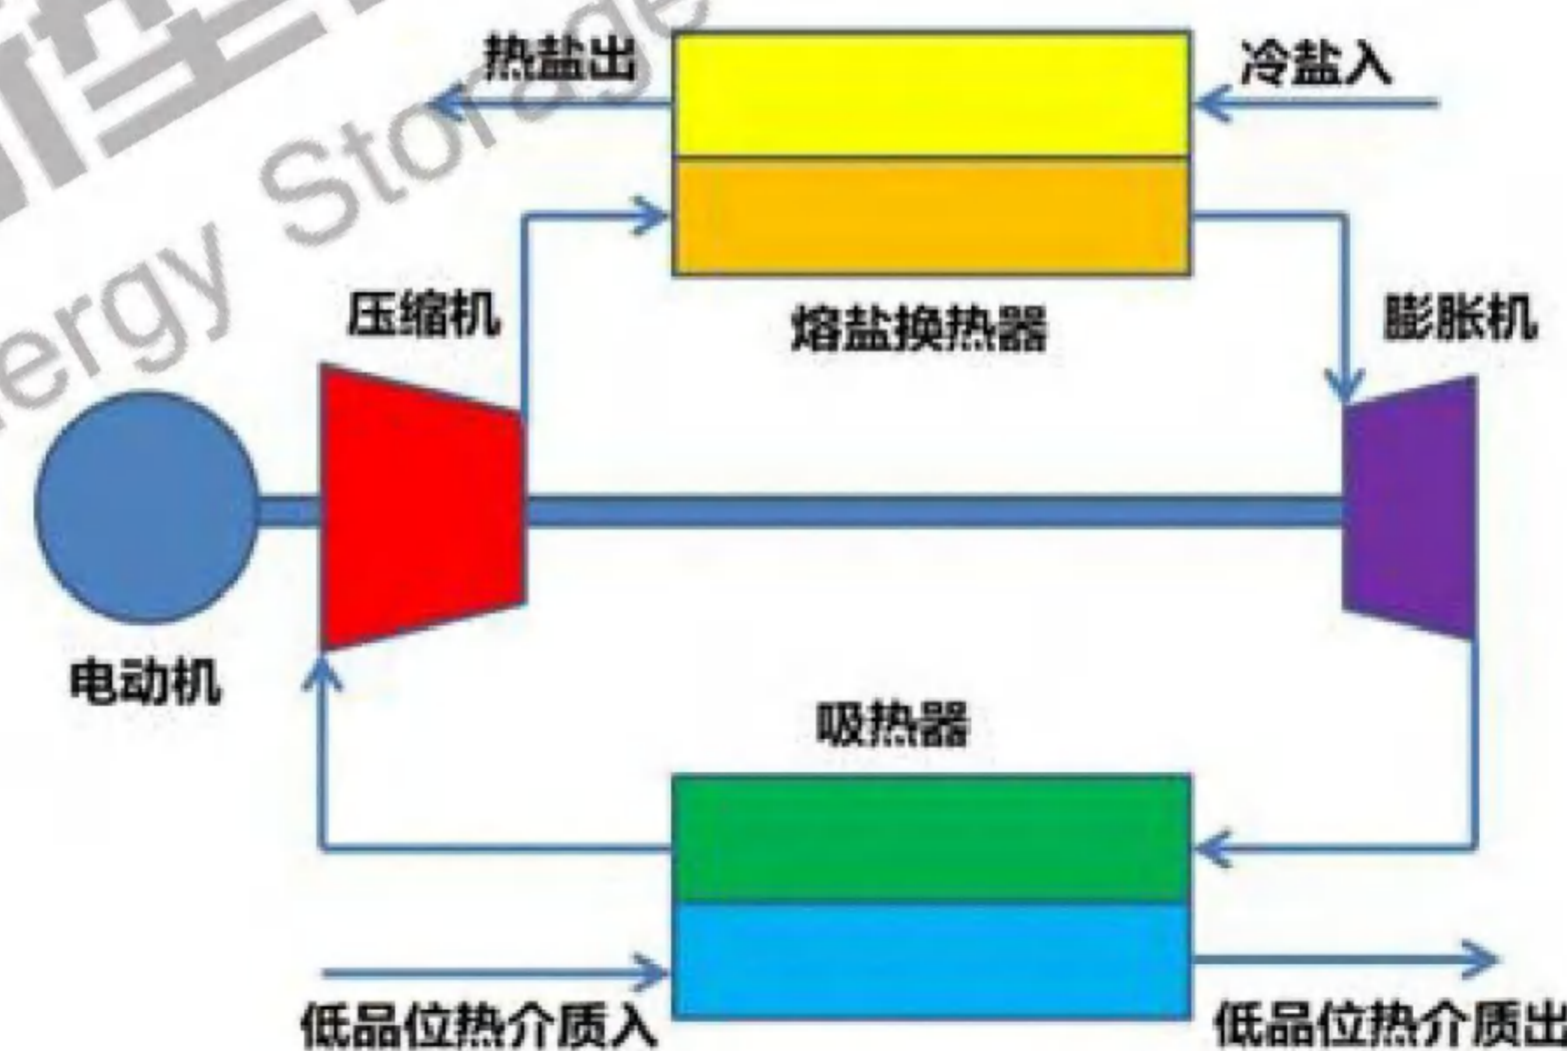 热盐出
冷盐入
压缩机
熔盐换热器
膨胀机
电动机
吸热器
低品位热介质入
低品位热介质出
Energy Storage